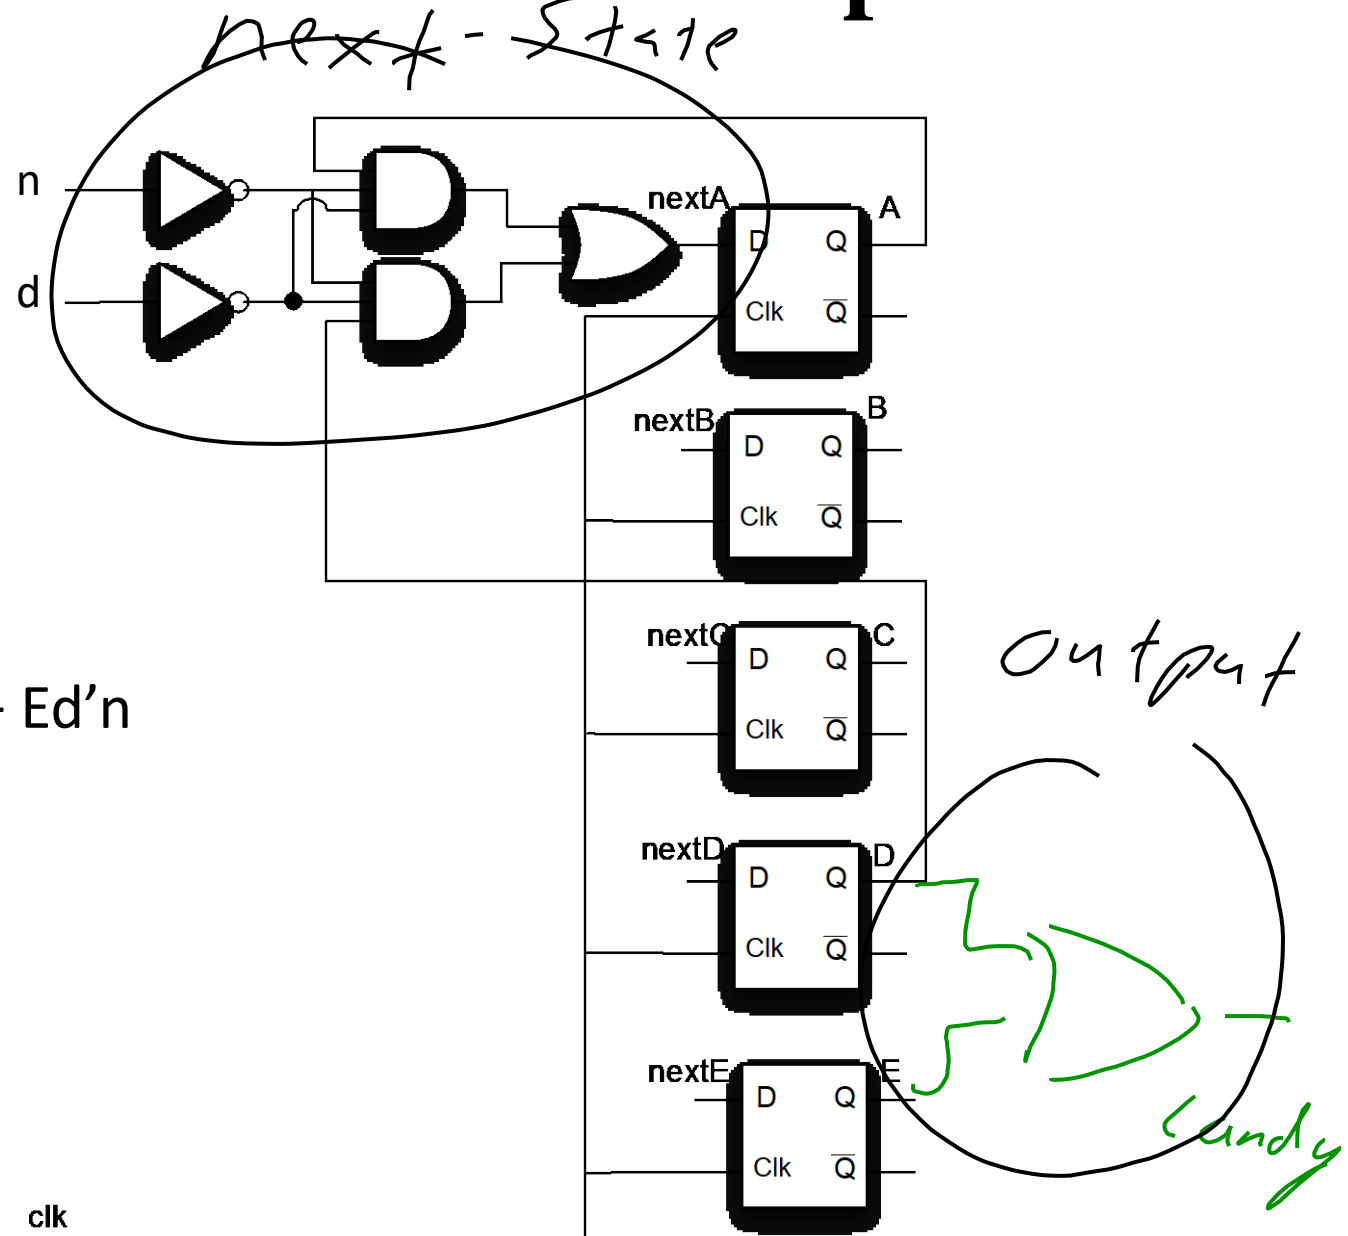 next-State
n
d
nextA
A
D
Q
Clk
Q̅
nextB
B
D
Q
Clk
Q̅
nextC
C
D
Q
Clk
Q̅
output
- Ed’n
nextD
D
D
Q
Clk
Q̅
nextE
E
D
Q
Clk
Q̅
candy
clk